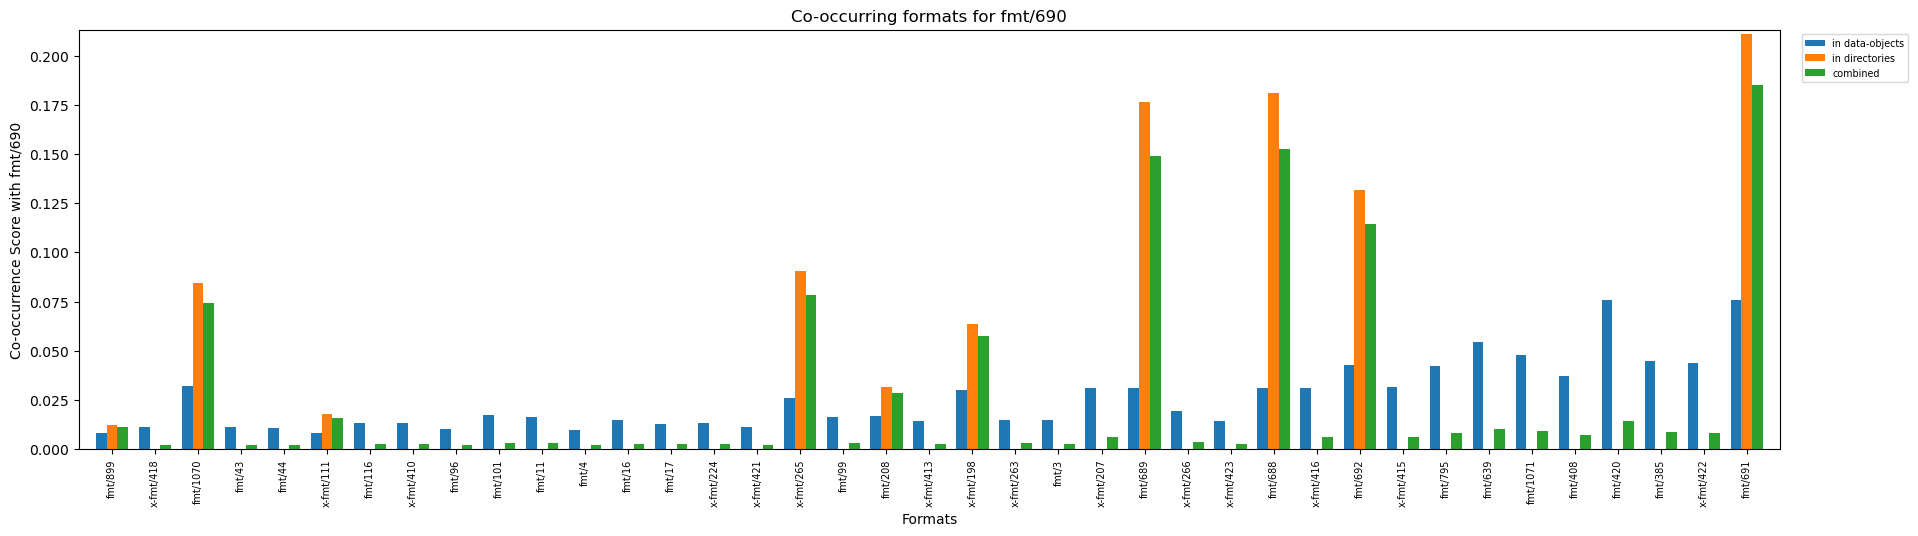 Co-occurring formats for fmt/690
in data-objects
in directories
combined
Co-occurrence Score with fmt/690
0.200
0.175
0.150
0.125
0.100
0.075
0.050
0.025
0.000
fmt/899
x-fmt/418
fmt/1070
fmt/43
fmt/44
x-fmt/111
fmt/116
x-fmt/410
fmt/96
fmt/101
fmt/11
fmt/4
fmt/16
fmt/17
x-fmt/224
x-fmt/421
x-fmt/265
fmt/99
fmt/208
x-fmt/413
x-fmt/198
x-fmt/263
fmt/3
x-fmt/207
fmt/689
x-fmt/266
x-fmt/423
fmt/688
x-fmt/416
fmt/692
x-fmt/415
fmt/795
fmt/639
fmt/1071
fmt/408
fmt/420
fmt/385
x-fmt/422
fmt/691
Formats